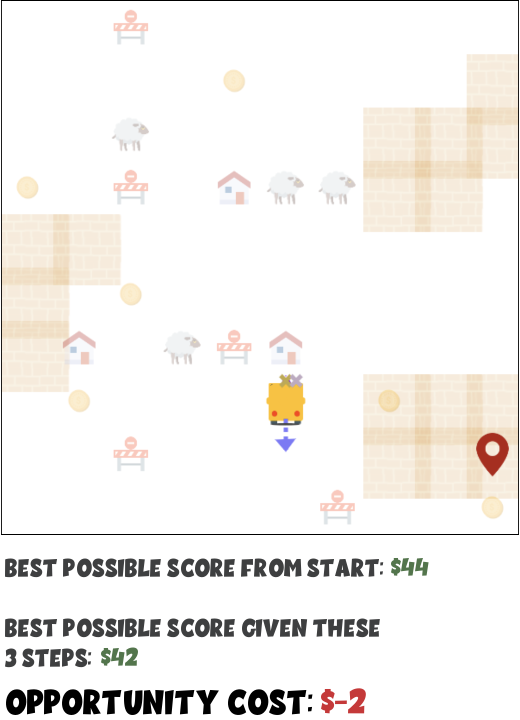 BEST POSSIBLE SCORE FROM START: $44
BEST POSSIBLE SCORE GIVEN THESE
3 STEPS: $42
OPPORTUNITY COST: $-2